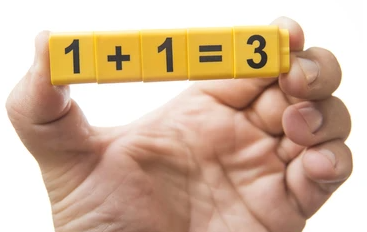 1 + 1 = 3